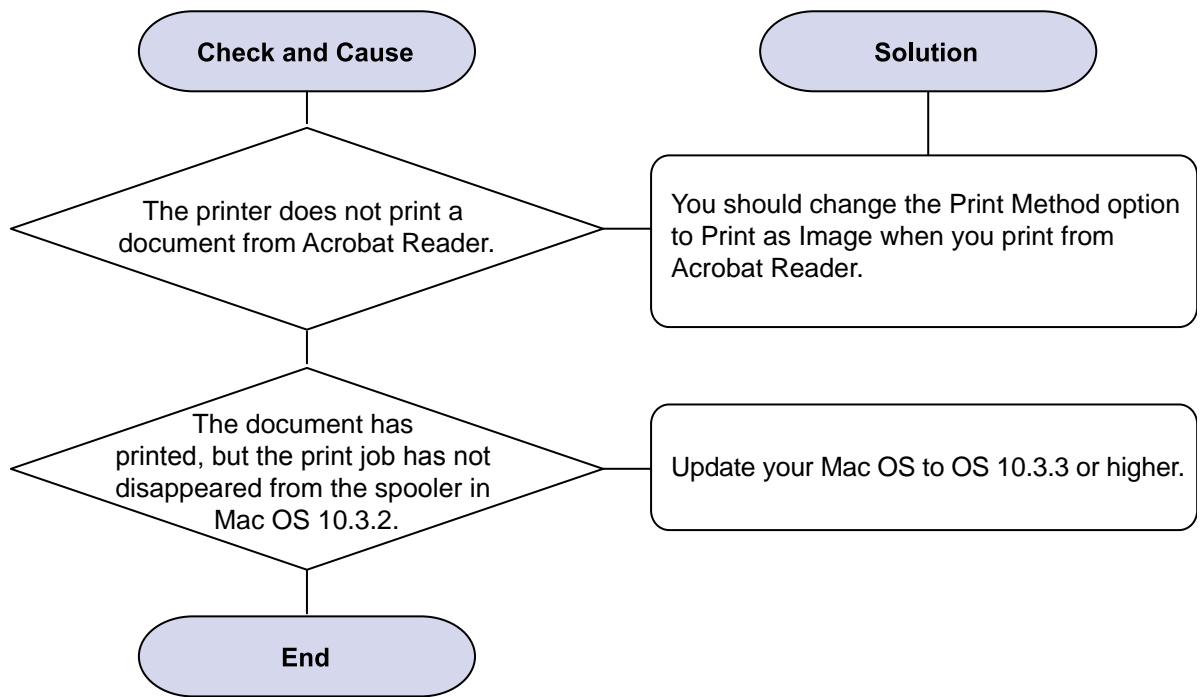 Check and Cause
Solution
The printer does not print a
document from Acrobat Reader.
You should change the Print Method option
to Print as Image when you print from
Acrobat Reader.
The document has
printed, but the print job has not
disappeared from the spooler in
Mac OS 10.3.2.
Update your Mac OS to OS 10.3.3 or higher.
End